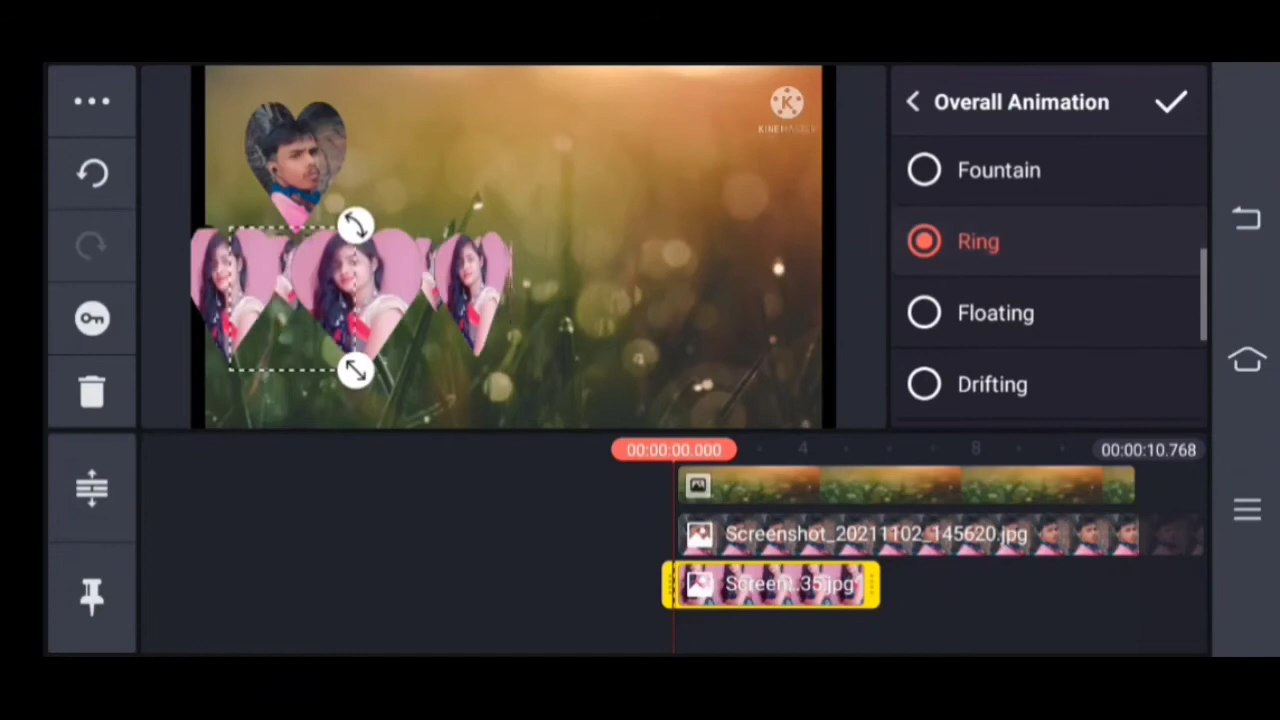 K
KINEMASTER
Overall Animation
Fountain
Ring
Floating
Drifting
00:00:00.000
4
8
00:00:10.768
Screenshot_20211102_145620.jpg
Screen...35.jpg